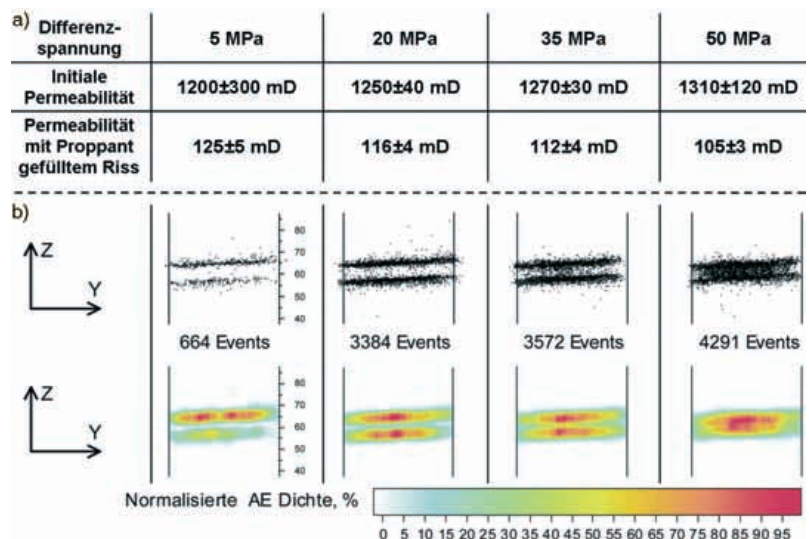 a)
Differenz-
spannung
5 MPa
20 MPa
35 MPa
50 MPa
Initiale
Permeabilität
1200±300 mD
1250±40 mD
1270±30 mD
1310±120 mD
Permeabilität
mit Proppant
gefülltem Riss
125±5 mD
116±4 mD
112±4 mD
105±3 mD
b)
Z
Y
80
70
60
50
40
664 Events
3384 Events
3572 Events
4291 Events
Z
Y
80
70
60
50
40
Normalisierte AE Dichte, %
0 5 10 15 20 25 30 35 40 45 50 55 60 65 70 75 80 85 90 95